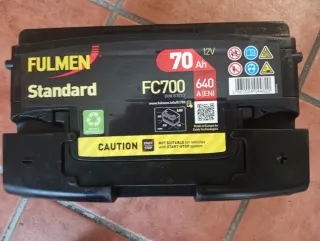 FULMEN
Standard
70 Ah
12V
FC700
640
A (EN)
CAUTION
NOT SUITABLE for vehicles
with START-STOP system